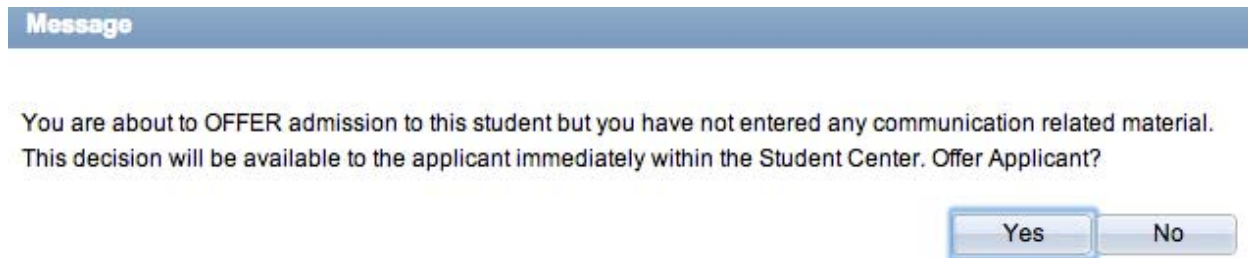 Message
You are about to OFFER admission to this student but you have not entered any communication related material.
This decision will be available to the applicant immediately within the Student Center. Offer Applicant?
Yes No